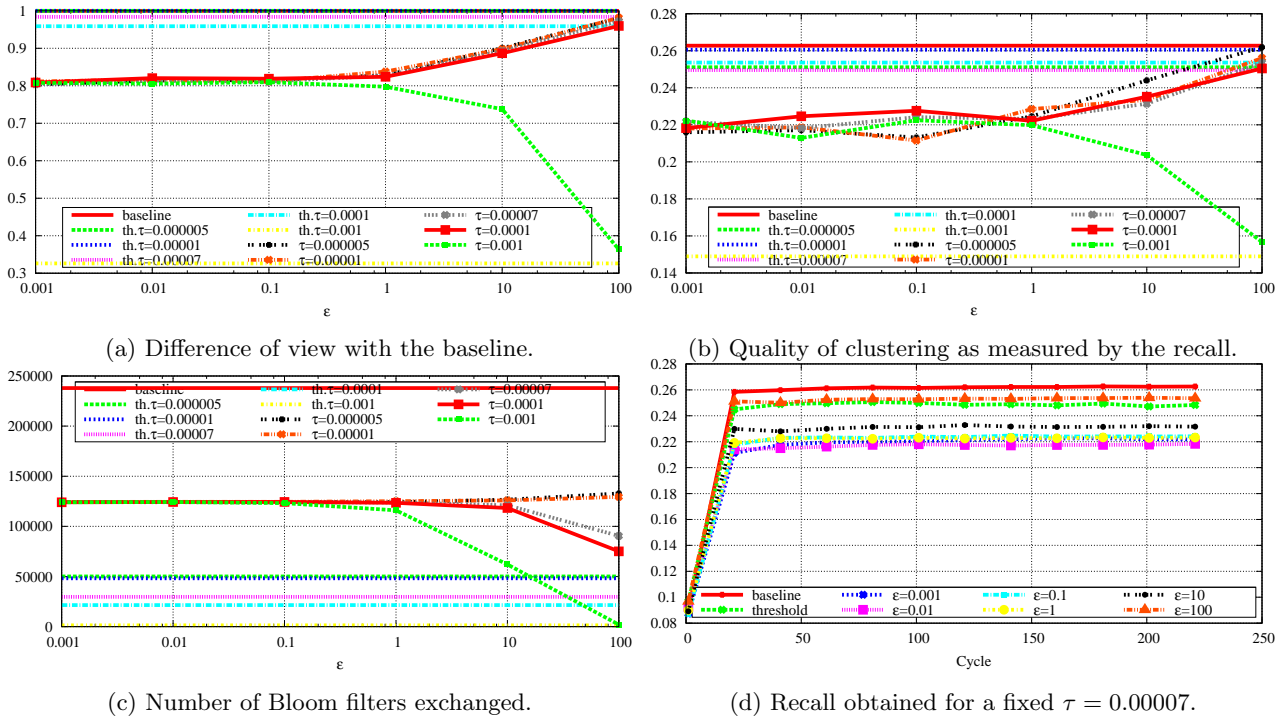 1.1
1
0.9
0.8
0.7
0.6
0.5
0.4
0.3
baseline
th.τ=0.000005
th.τ=0.00001
th.τ=0.00007
th.τ=0.0001
th.τ=0.001
τ=0.000005
τ=0.00001
τ=0.00007
τ=0.0001
τ=0.001
0.001 0.01 0.1 1 10 100
ε
(a) Difference of view with the baseline.
0.28
0.26
0.24
0.22
0.2
0.18
0.16
0.14
baseline
th.τ=0.000005
th.τ=0.00001
th.τ=0.00007
th.τ=0.0001
th.τ=0.001
τ=0.000005
τ=0.00001
τ=0.00007
τ=0.0001
τ=0.001
0.001 0.01 0.1 1 10 100
ε
(b) Quality of clustering as measured by the recall.
250000
200000
150000
100000
50000
0
baseline
th.τ=0.000005
th.τ=0.00001
th.τ=0.00007
th.τ=0.0001
th.τ=0.001
τ=0.000005
τ=0.00001
τ=0.00007
τ=0.0001
τ=0.001
0.001 0.01 0.1 1 10 100
ε
(c) Number of Bloom filters exchanged.
0.28
0.26
0.24
0.22
0.2
0.18
0.16
0.14
0.12
0.1
0.08
baseline
threshold
ε=0.001
ε=0.01
ε=0.1
ε=1
ε=10
ε=100
0 50 100 150 200 250
Cycle
(d) Recall obtained for a fixed τ = 0.00007.